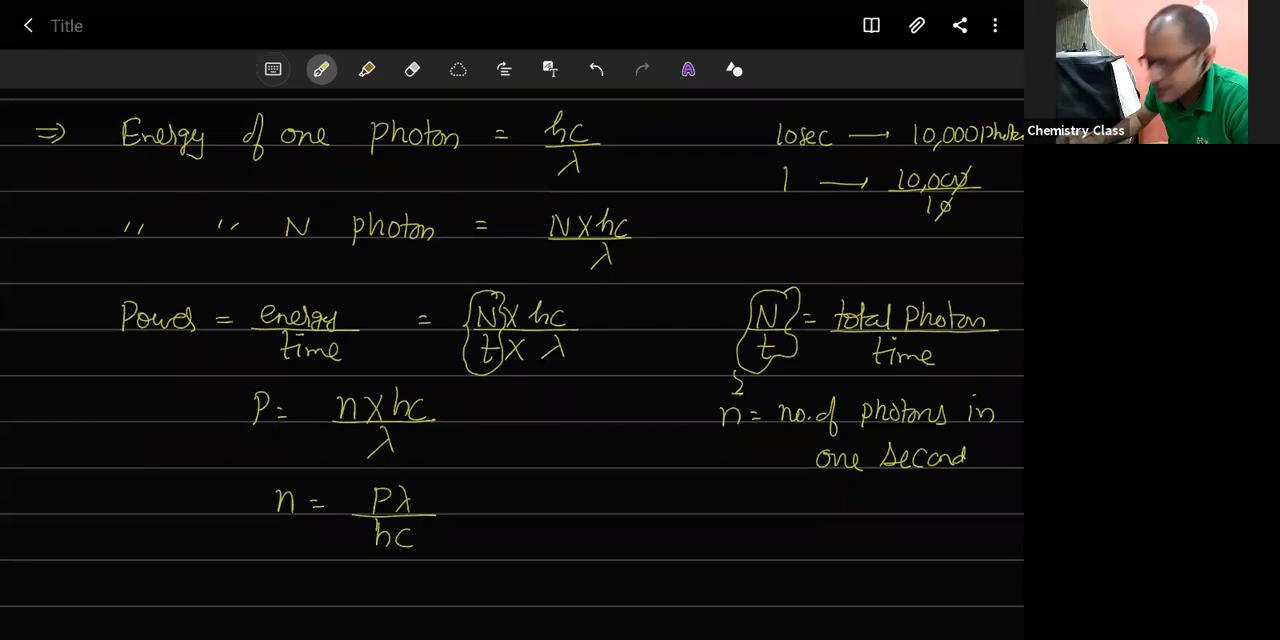 Title
⇒ Energy of one photon = hc/λ
10sec → 10,000 Photon
Chemistry Class
1 → 10,000/10
" " N photon = N X hc/λ
Power = energy/time = N X hc/t X λ
N/t = total Photon/time
P = n X hc/λ
n = no. of photons in
one second
n = Pλ/hc